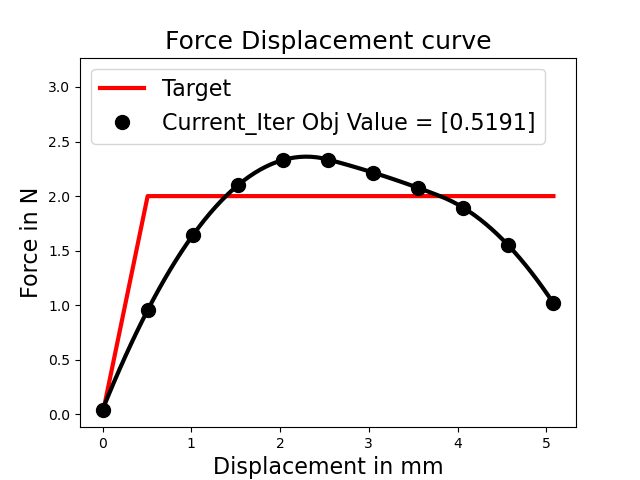 Force Displacement curve
Target
Current_Iter Obj Value = [0.5191]
3.0
2.5
2.0
1.5
1.0
0.5
0.0
Force in N
0 1 2 3 4 5
Displacement in mm